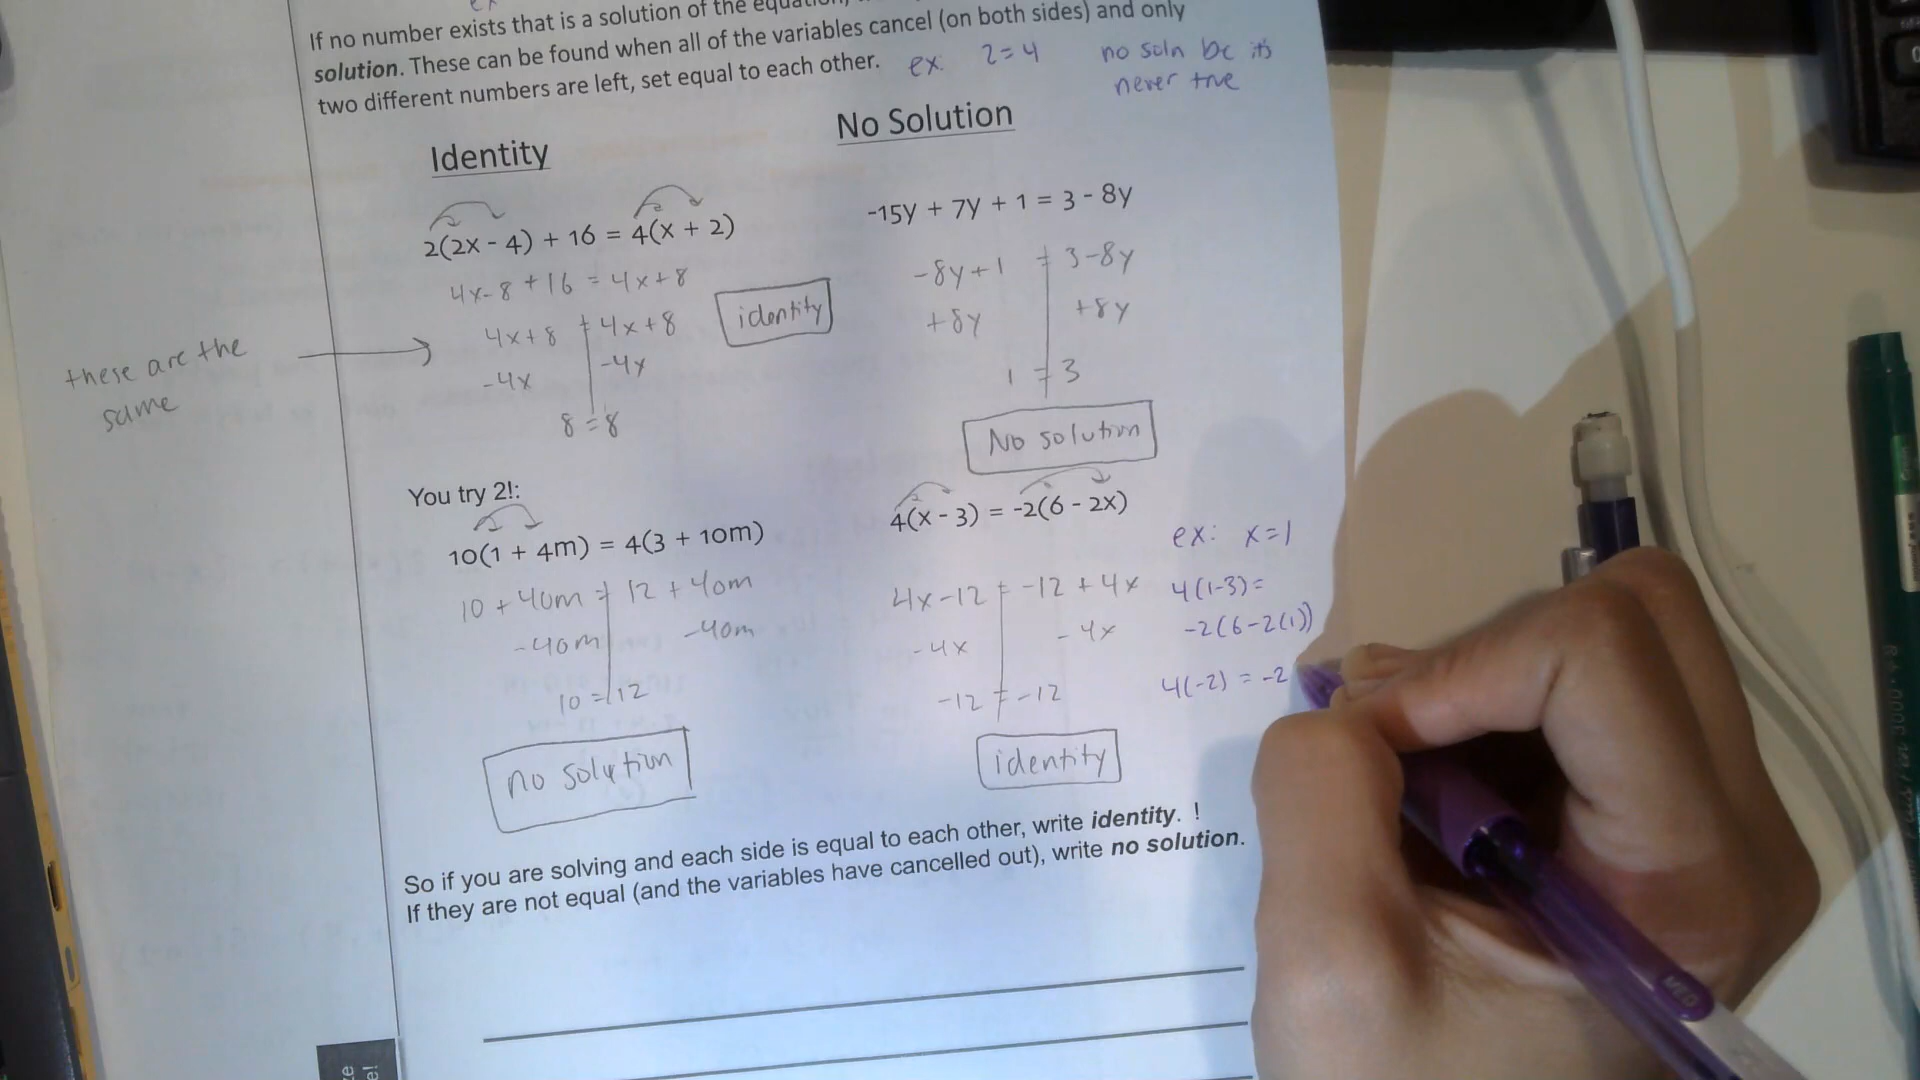 ex
If no number exists that is a solution of the equation,
solution. These can be found when all of the variables cancel (on both sides) and only
two different numbers are left, set equal to each other. ex: 2=4 no soln bc it's
never true
Identity
No Solution
2(2x - 4) + 16 = 4(x + 2)
4x-8+16 = 4x+8
4x+8 = 4x+8
-4x -4x
8 = 8
identity
these are the
same
-15y + 7y + 1 = 3 - 8y
-8y+1 = 3-8y
+8y +8y
1 = 3
No solution
You try 2!:
10(1 + 4m) = 4(3 + 10m)
10 + 40m = 12 + 40m
-40m -40m
10 = 12
no solution
4(x - 3) = -2(6 - 2x)
4x-12 = -12 + 4x
-4x -4x
-12 = -12
identity
ex: x=1
4(1-3)=
-2(6-2(1))
4(-2) = -2
So if you are solving and each side is equal to each other, write identity. !
If they are not equal (and the variables have cancelled out), write no solution.
MED